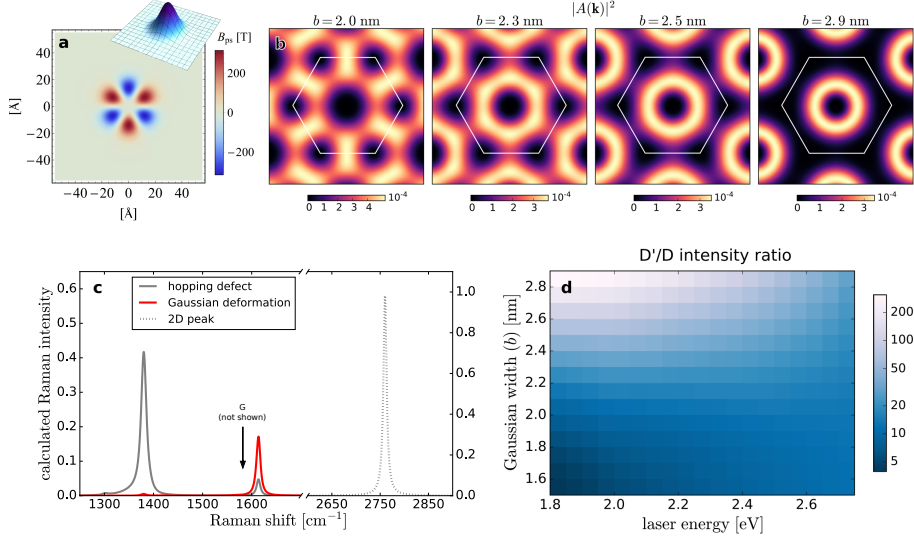 a
B_ps [T]
200
100
0
−100
−200
−300
[Å]
40
20
0
−20
−40
−40 −20 0 20 40
[Å]
|A(k)|²
b = 2.0 nm
b = 2.3 nm
b = 2.5 nm
b = 2.9 nm
b
0 1 2 3 4 10⁻⁴
0 1 2 3 10⁻⁴
0 1 2 3 10⁻⁴
0 1 2 3 10⁻⁴
c
hopping defect
Gaussian deformation
2D peak
G
(not shown)
calculated Raman intensity
0.6
0.5
0.4
0.3
0.2
0.1
0.0
1.0
0.8
0.6
0.4
0.2
0.0
1300 1400 1500 1600 2650 2750 2850
Raman shift [cm⁻¹]
D'/D intensity ratio
d
Gaussian width (b) [nm]
2.8
2.6
2.4
2.2
2.0
1.8
1.6
1.8 2.0 2.2 2.4 2.6 2.8
laser energy [eV]
200
100
50
20
10
5